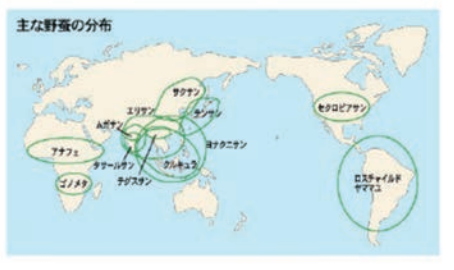 主な野蚕の分布
サクサン
エリサン
テンサン
ムガサン
セクロピアサン
アナフェ
ヨナクニサン
タサールサン
クルキュラ
テグスサン
ゴノメタ
ロスチャイルド
ヤママユ